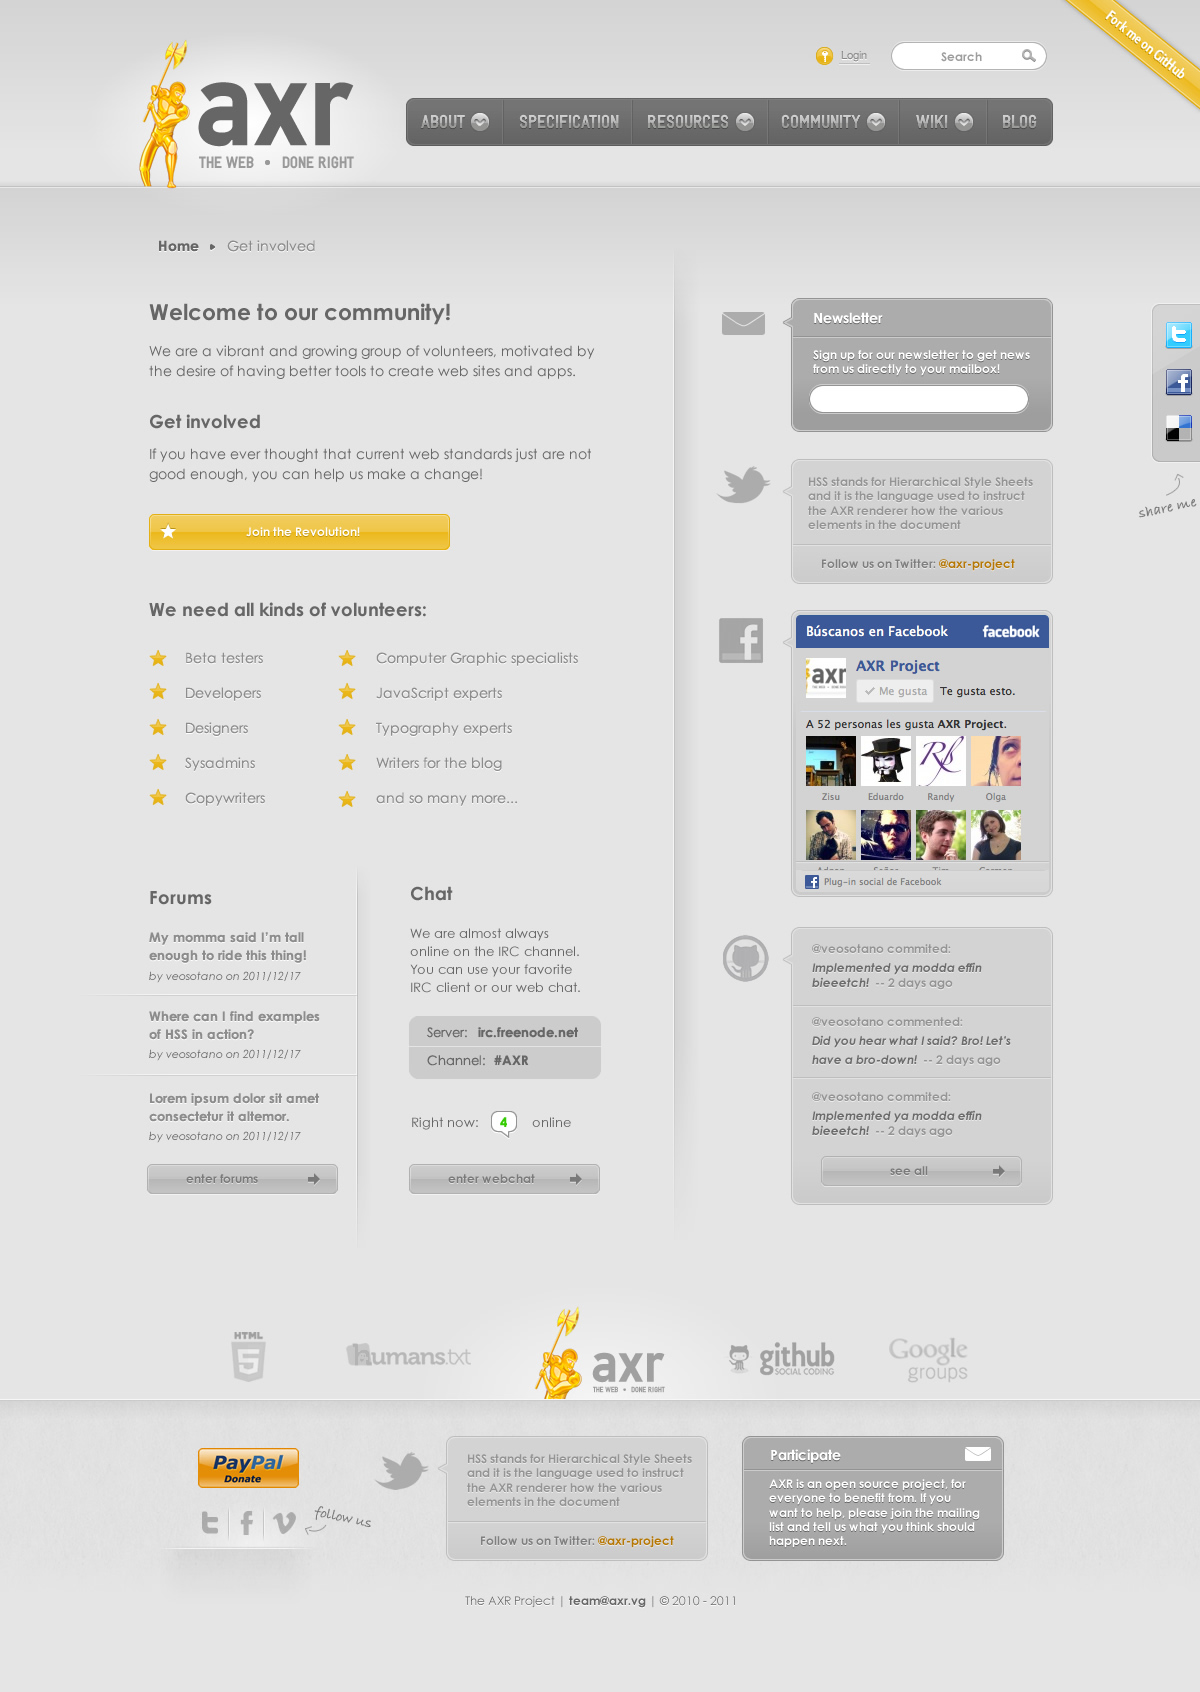 Fork me on GitHub
Login
Search
axr
THE WEB • DONE RIGHT
ABOUT
SPECIFICATION
RESOURCES
COMMUNITY
WIKI
BLOG
Home
Get involved
Welcome to our community!
We are a vibrant and growing group of volunteers, motivated by
the desire of having better tools to create web sites and apps.
Get involved
If you have ever thought that current web standards just are not
good enough, you can help us make a change!
Join the Revolution!
We need all kinds of volunteers:
Beta testers
Developers
Designers
Sysadmins
Copywriters
Computer Graphic specialists
JavaScript experts
Typography experts
Writers for the blog
and so many more...
Forums
My momma said I'm tall
enough to ride this thing!
by veosotano on 2011/12/17
Where can I find examples
of HSS in action?
by veosotano on 2011/12/17
Lorem ipsum dolor sit amet
consectetur it altemor.
by veosotano on 2011/12/17
enter forums
Chat
We are almost always
online on the IRC channel.
You can use your favorite
IRC client or our web chat.
Server: irc.freenode.net
Channel: #AXR
Right now: 4 online
enter webchat
Newsletter
Sign up for our newsletter to get news
from us directly to your mailbox!
HSS stands for Hierarchical Style Sheets
and it is the language used to instruct
the AXR renderer how the various
elements in the document
Follow us on Twitter: @axr-project
Búscanos en Facebook
facebook
axr
AXR Project
Me gusta
Te gusta esto.
A 52 personas les gusta AXR Project.
Zisu
Eduardo
Randy
Olga
Plug-in social de Facebook
@veosotano commited:
Implemented ya modda effin
bieeetch! -- 2 days ago
@veosotano commented:
Did you hear what I said? Bro! Let's
have a bro-down! -- 2 days ago
@veosotano commited:
Implemented ya modda effin
bieeetch! -- 2 days ago
see all
share me
HTML
5
humans.txt
axr
THE WEB • DONE RIGHT
github
SOCIAL CODING
Google
groups
PayPal
Donate
follow us
HSS stands for Hierarchical Style Sheets
and it is the language used to instruct
the AXR renderer how the various
elements in the document
Follow us on Twitter: @axr-project
Participate
AXR is an open source project, for
everyone to benefit from. If you
want to help, please join the mailing
list and tell us what you think should
happen next.
The AXR Project | team@axr.vg | © 2010 - 2011